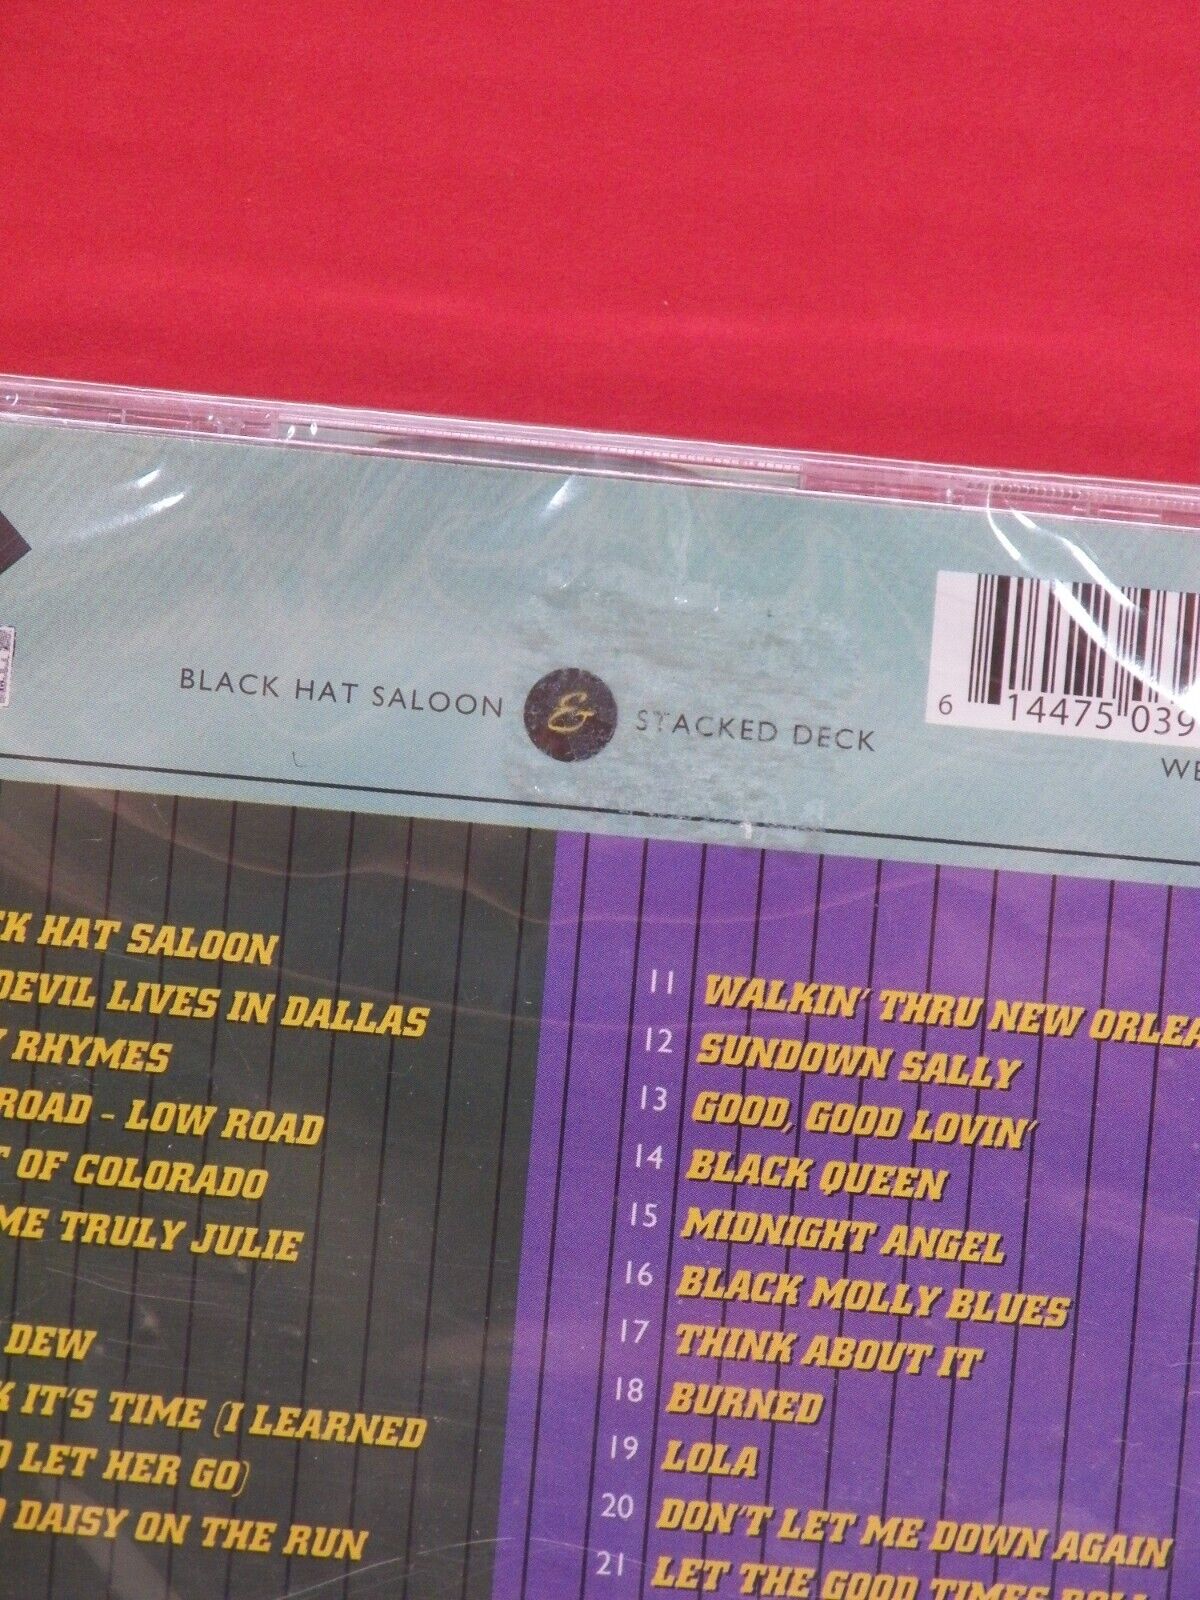 BLACK HAT SALOON & STACKED DECK
6 14475 039
HAT SALOON
DEVIL LIVES IN DALLAS
RHYMES
ROAD - LOW ROAD
OF COLORADO
ME TRULY JULIE
DEW
IT'S TIME (I LEARNED
LET HER GO)
DAISY ON THE RUN
11 WALKIN' THRU NEW
12 SUNDOWN SALLY
13 GOOD, GOOD LOVIN'
14 BLACK QUEEN
15 MIDNIGHT ANGEL
16 BLACK MOLLY BLUES
17 THINK ABOUT IT
18 BURNED
19 LOLA
20 DON'T LET ME DOWN AGAIN
21 LET THE GOOD TIMES ROLL